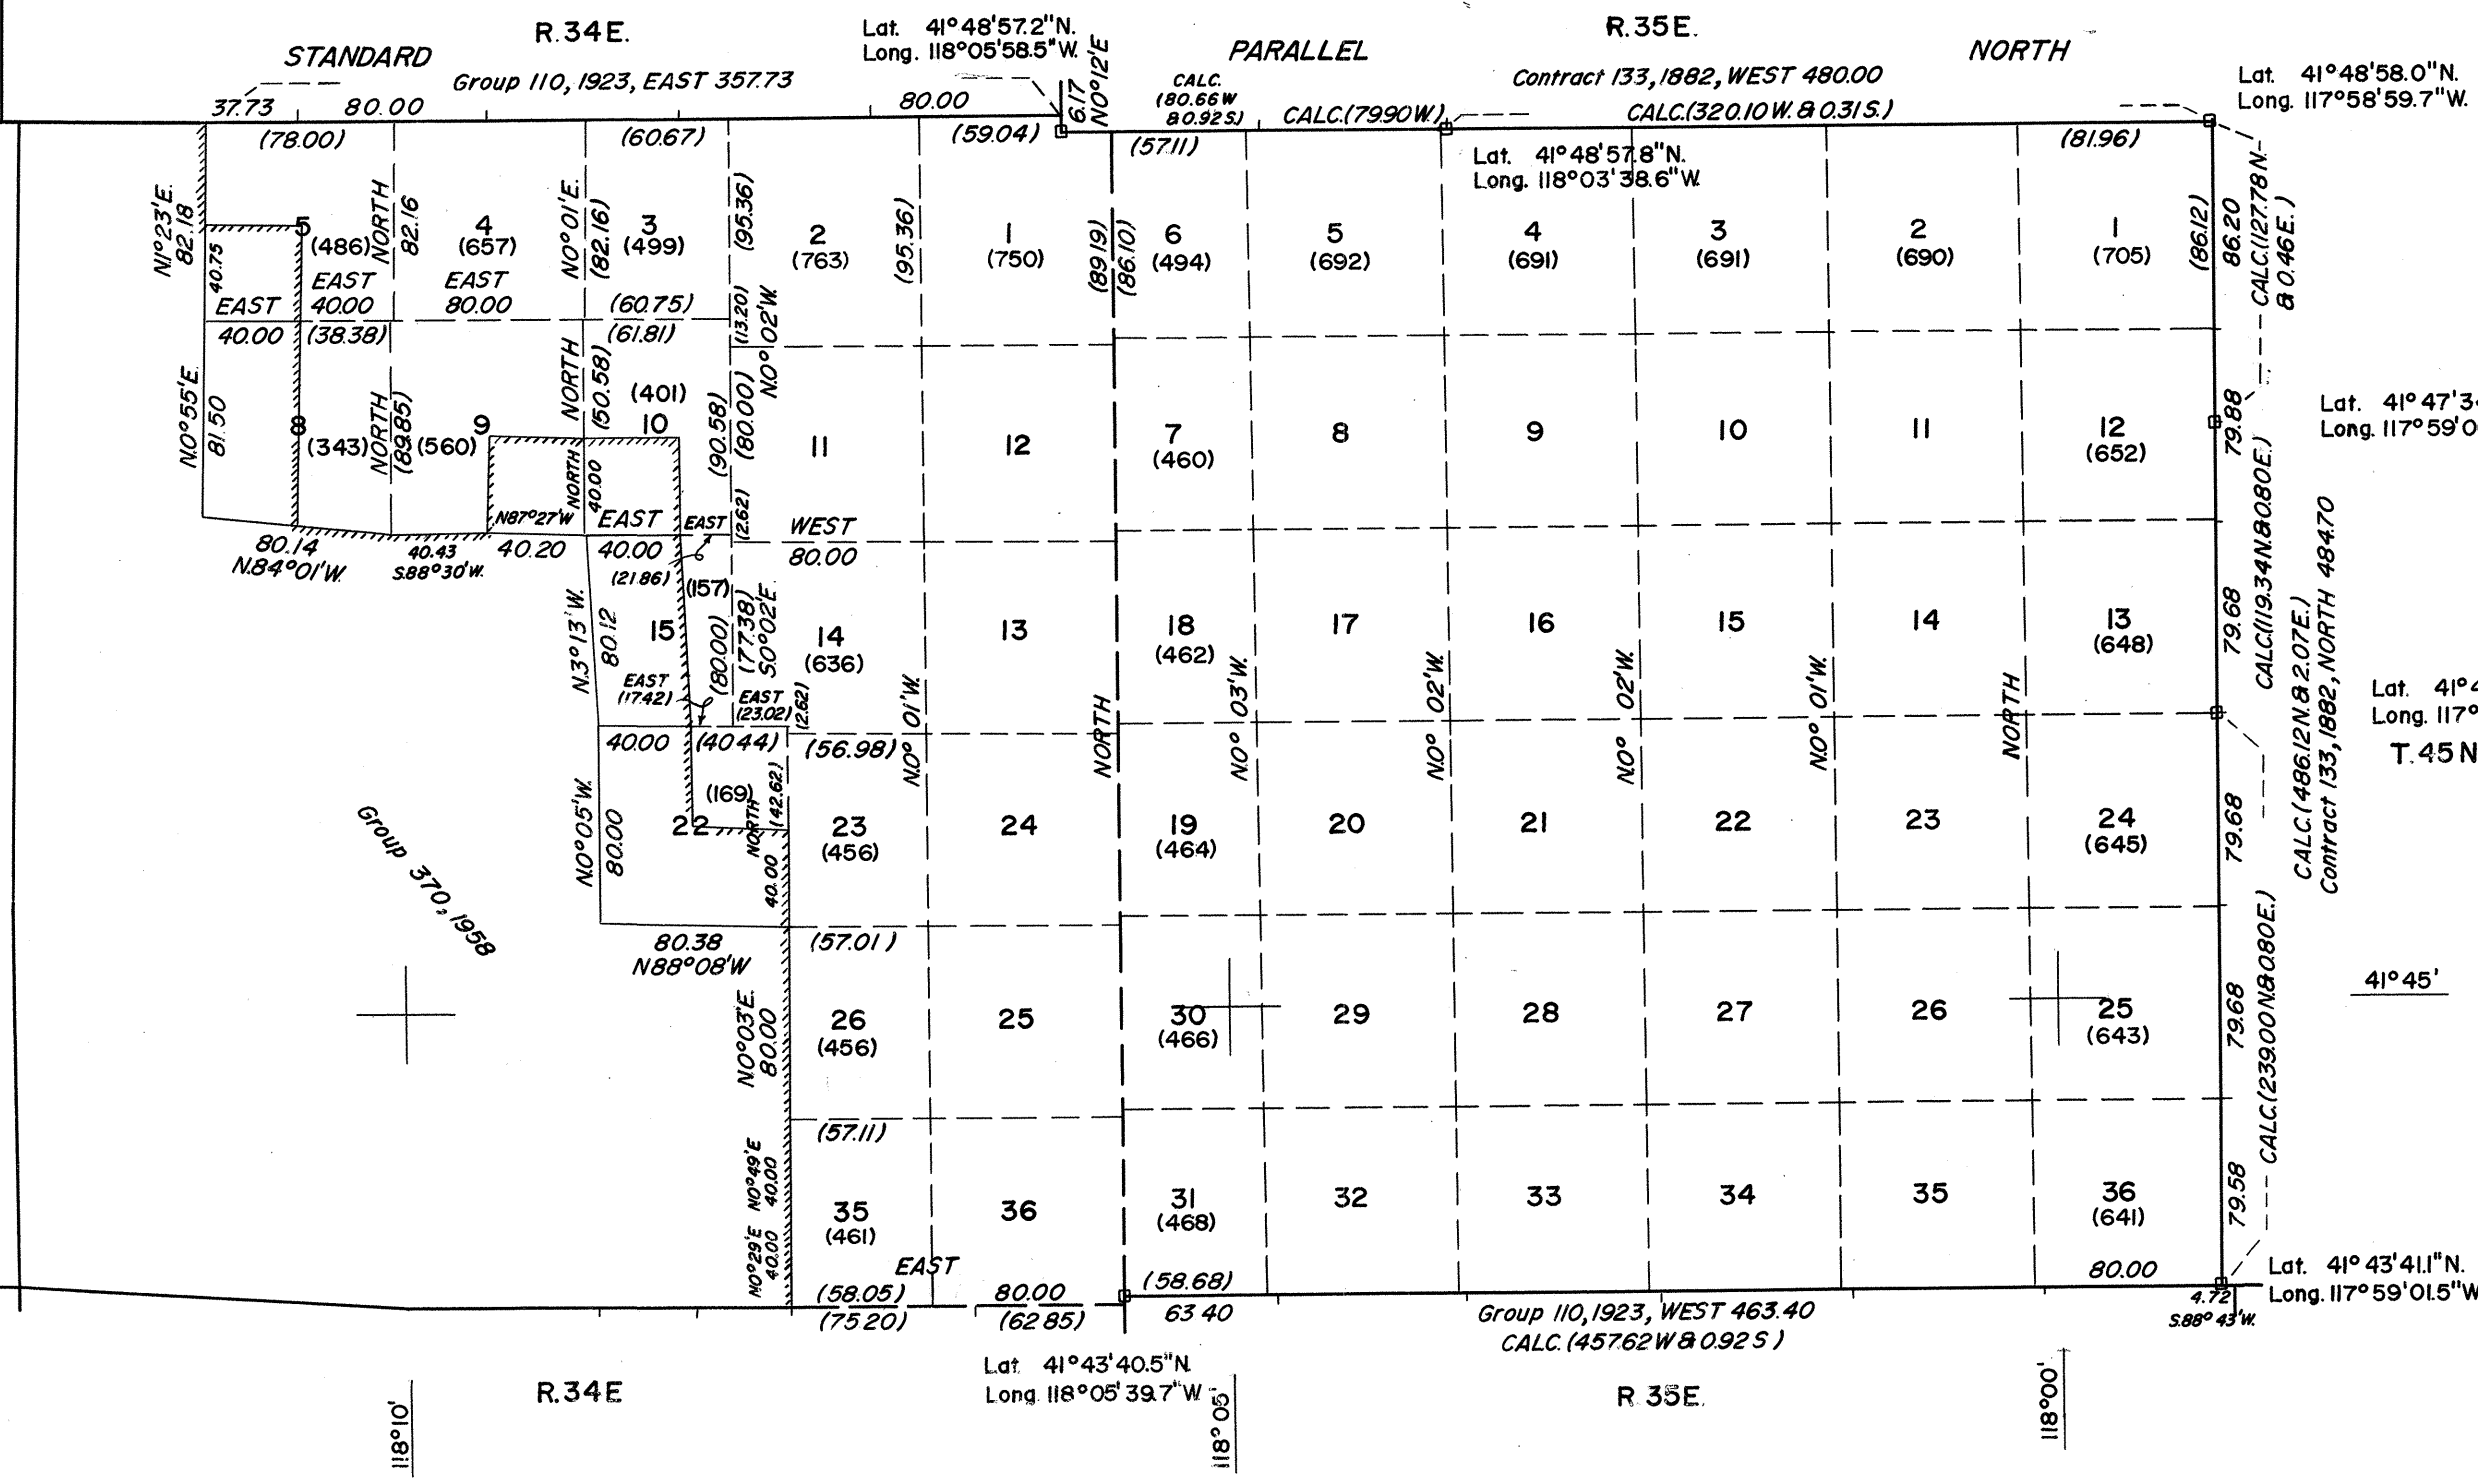 R.34E.
Lat. 41°48'57.2"N.
Long. 118°05'58.5"W.
R.35E.
STANDARD
PARALLEL
NORTH
Group 110, 1923, EAST 357.73
6.17
N0°12'E
CALC.
(80.66W
& 0.92S)
Contract 133, 1882, WEST 480.00
Lat. 41°48'58.0"N.
Long. 117°58'59.7"W.
37.73
80.00
80.00
CALC.(79.90W.)
CALC.(320.10W. & 0.31S.)
(78.00)
(60.67)
(59.04)
(57.11)
(81.96)
Lat. 41°48'57.8"N.
Long. 118°03'38.6"W.
N1°23'E.
82.18
40.75
NORTH
82.16
N0°01'E.
(82.16)
(95.36)
(95.36)
(89.19)
(86.10)
(86.12)
86.20
CALC.(127.78N.
& 0.46E.)
5
(486)
4
(657)
3
(499)
2
(763)
1
(750)
6
(494)
5
(692)
4
(691)
3
(691)
2
(690)
1
(705)
EAST
40.00
EAST
80.00
(60.75)
(13.20)
N.0°02'W.
EAST
40.00
(38.38)
(61.81)
N.0°55'E.
81.50
8
(343)
NORTH
(89.85)
9
(560)
NORTH
(50.58)
(401)
10
(90.58)
(80.00)
11
12
7
(460)
8
9
10
11
12
(652)
79.88
Lat. 41°47'3
Long. 117°59'0
CALC.(119.34N.&0.80E.)
NORTH
40.00
N87°27'W
EAST
EAST
(2.62)
WEST
80.14
N.84°01'W.
40.43
S.88°30'W.
40.20
40.00
80.00
(21.86)
(157)
N.3°13'W.
80.12
15
(80.00)
(77.38)
S.0°02'E.
14
(636)
13
18
(462)
17
16
15
14
13
(648)
79.68
EAST
(17.42)
EAST
(23.02)
(2.62)
N.0° 01'W.
NORTH
N.0° 03'W.
N.0° 02'W.
N.0° 02'W.
N.0° 01'W.
NORTH
CALC.(486.12N.& 2.07E.)
Contract 133, 1882, NORTH 484.70
Lat. 41°4
Long. 117°
T.45N
40.00
(40.44)
(56.98)
N.0°05'W.
80.00
(169)
22
NORTH
(42.62)
40.00
23
(456)
24
19
(464)
20
21
22
23
24
(645)
79.68
Group 370, 1958
80.38
N88°08'W.
(57.01)
N.0°03'E.
80.00
26
(456)
25
30
(466)
29
28
27
26
25
(643)
79.68
CALC.(239.00N.&0.80E.)
41°45'
(57.11)
N.0°49'E
40.00
N.0°29'E
40.00
35
(461)
36
31
(468)
32
33
34
35
36
(641)
79.58
EAST
(58.05)
80.00
(58.68)
80.00
Lat. 41°43'41.1"N.
Long. 117°59'01.5"W
(75.20)
(62.85)
63.40
Group 110, 1923, WEST 463.40
CALC.(457.62W & 0.92S)
4.72
S.88°43'W.
Lat. 41°43'40.5"N.
Long. 118°05'39.7"W
R.34E
R.35E.
118°10'
118°05'
118°00'